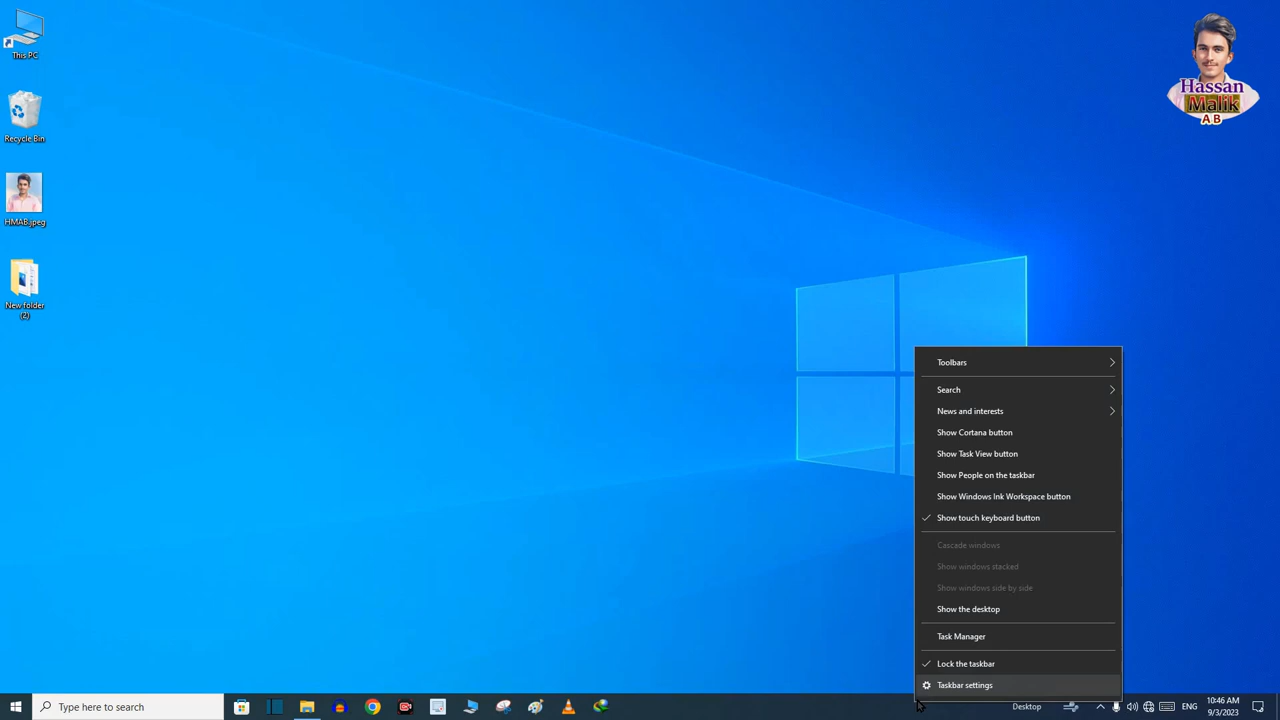 This PC
Recycle Bin
HMAB.jpeg
New folder
(2)
Hassan
Malik
A B
Toolbars
Search
News and interests
Show Cortana button
Show Task View button
Show People on the taskbar
Show Windows Ink Workspace button
Show touch keyboard button
Cascade windows
Show windows stacked
Show windows side by side
Show the desktop
Task Manager
Lock the taskbar
Taskbar settings
Type here to search
Desktop
ENG
10:46 AM
9/3/2023